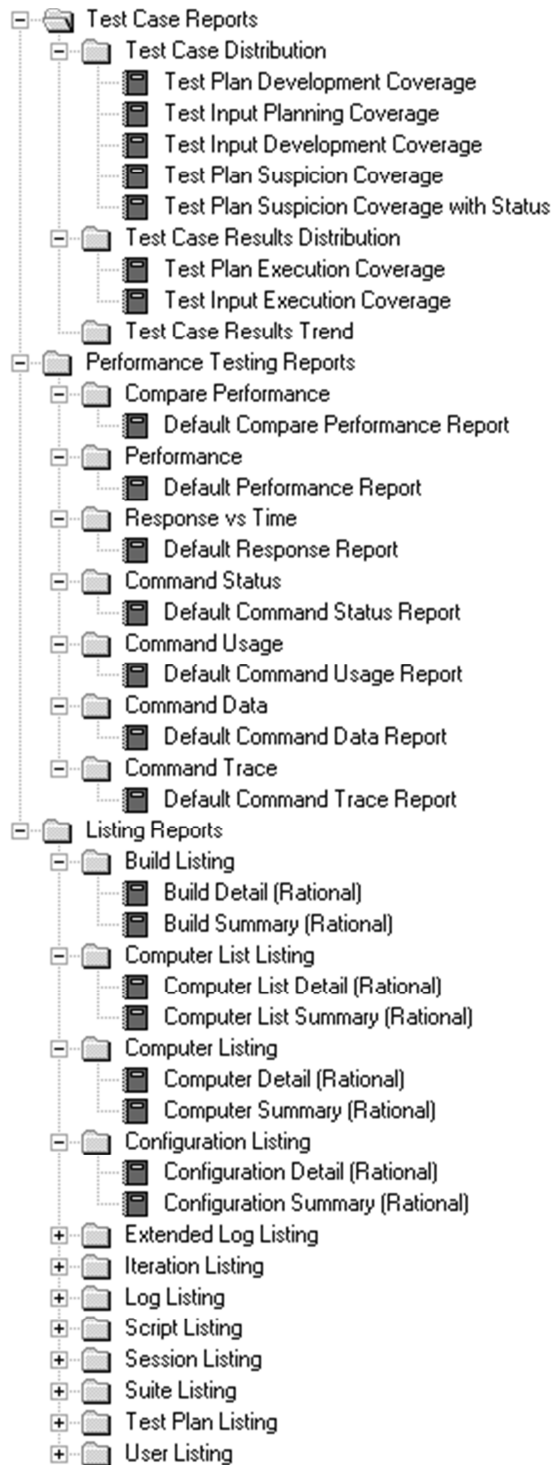 Test Case Reports
Test Case Distribution
Test Plan Development Coverage
Test Input Planning Coverage
Test Input Development Coverage
Test Plan Suspicion Coverage
Test Plan Suspicion Coverage with Status
Test Case Results Distribution
Test Plan Execution Coverage
Test Input Execution Coverage
Test Case Results Trend
Performance Testing Reports
Compare Performance
Default Compare Performance Report
Performance
Default Performance Report
Response vs Time
Default Response Report
Command Status
Default Command Status Report
Command Usage
Default Command Usage Report
Command Data
Default Command Data Report
Command Trace
Default Command Trace Report
Listing Reports
Build Listing
Build Detail (Rational)
Build Summary (Rational)
Computer List Listing
Computer List Detail (Rational)
Computer List Summary (Rational)
Computer Listing
Computer Detail (Rational)
Computer Summary (Rational)
Configuration Listing
Configuration Detail (Rational)
Configuration Summary (Rational)
Extended Log Listing
Iteration Listing
Log Listing
Script Listing
Session Listing
Suite Listing
Test Plan Listing
User Listing